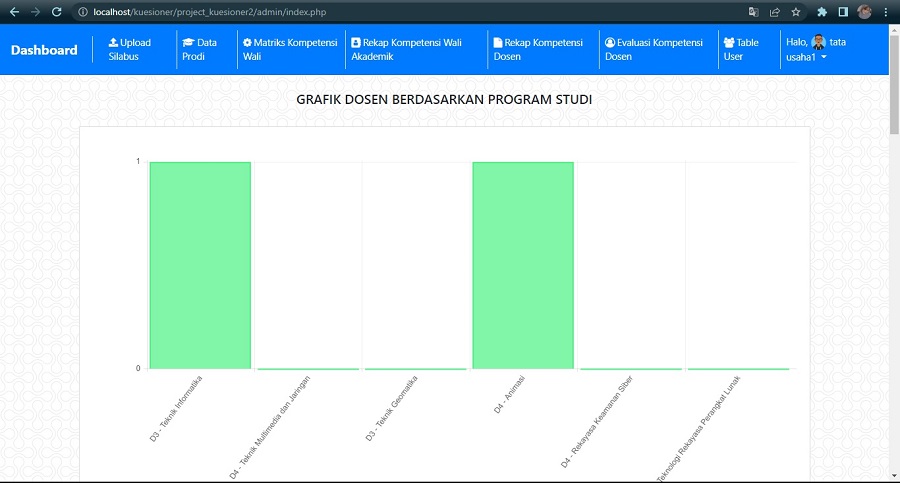 localhost/kuesioner/project_kuesioner2/admin/index.php
Dashboard
Upload
Silabus
Data
Prodi
Matriks Kompetensi
Wali
Rekap Kompetensi Wali
Akademik
Rekap Kompetensi
Dosen
Evaluasi Kompetensi
Dosen
Table
User
Halo, tata
usaha1
GRAFIK DOSEN BERDASARKAN PROGRAM STUDI
1
0
D3 - Teknik Informatika
D4 - Teknik Multimedia dan Jaringan
D3 - Teknik Geomatika
D4 - Animasi
D4 - Rekayasa Keamanan Siber
Teknologi Rekayasa Perangkat Lunak